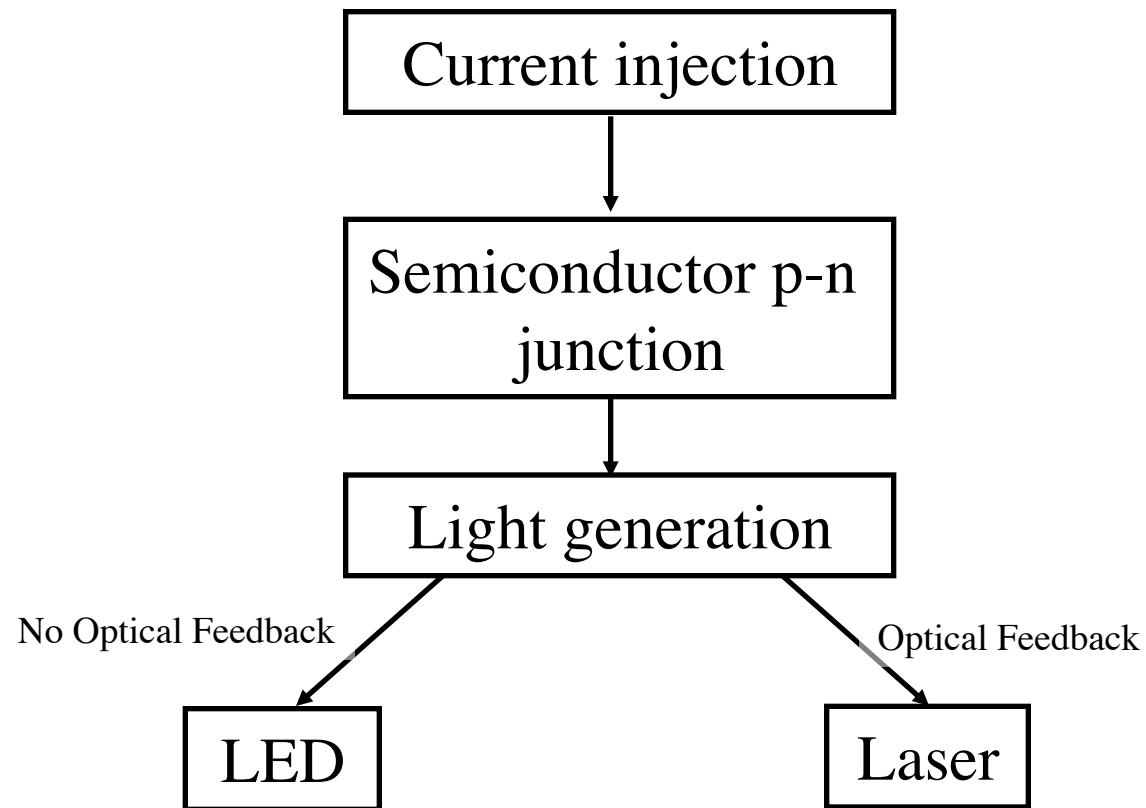 Current injection
Semiconductor p-n
junction
Light generation
No Optical Feedback
Optical Feedback
LED
Laser